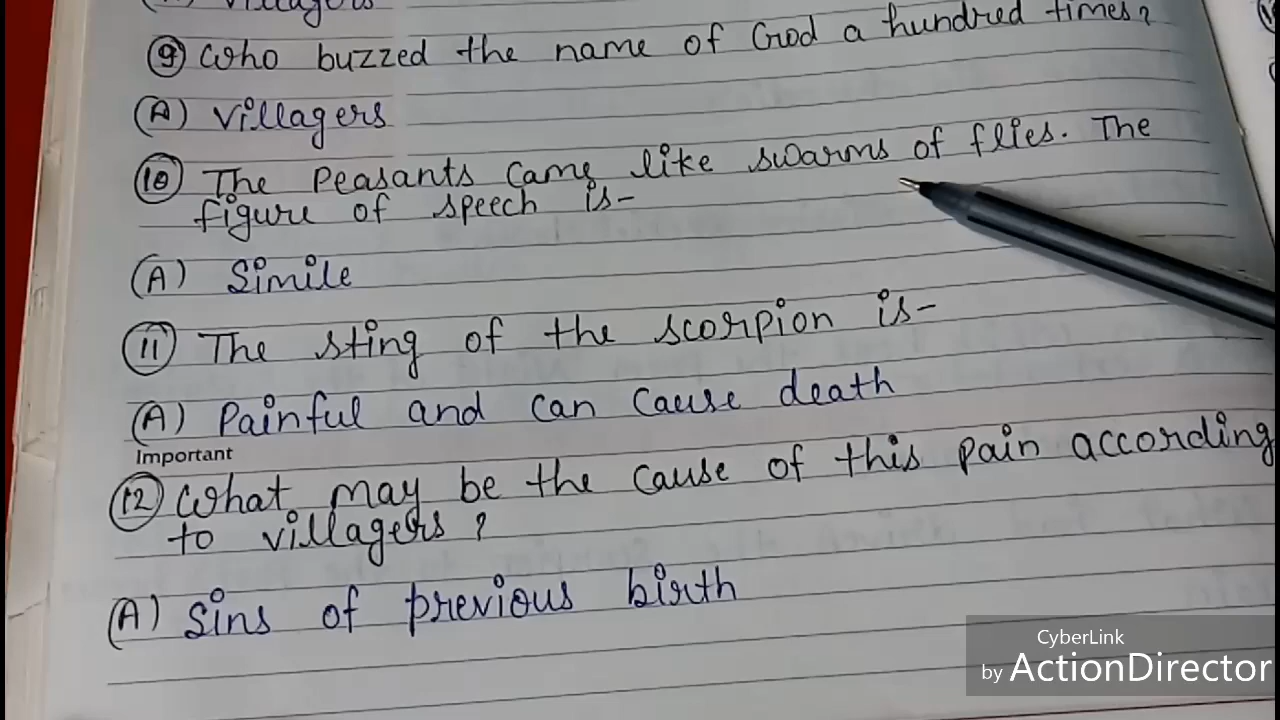 villagers
(9) Who buzzed the name of God a hundred times?
(A) villagers
(10) The Peasants came like swarms of flies. The
figure of speech is-
(A) Simile
(11) The sting of the scorpion is-
(A) Painful and can cause death
Important
(12) What may be the cause of this pain according
to villagers?
(A) Sins of previous birth
CyberLink
by ActionDirector